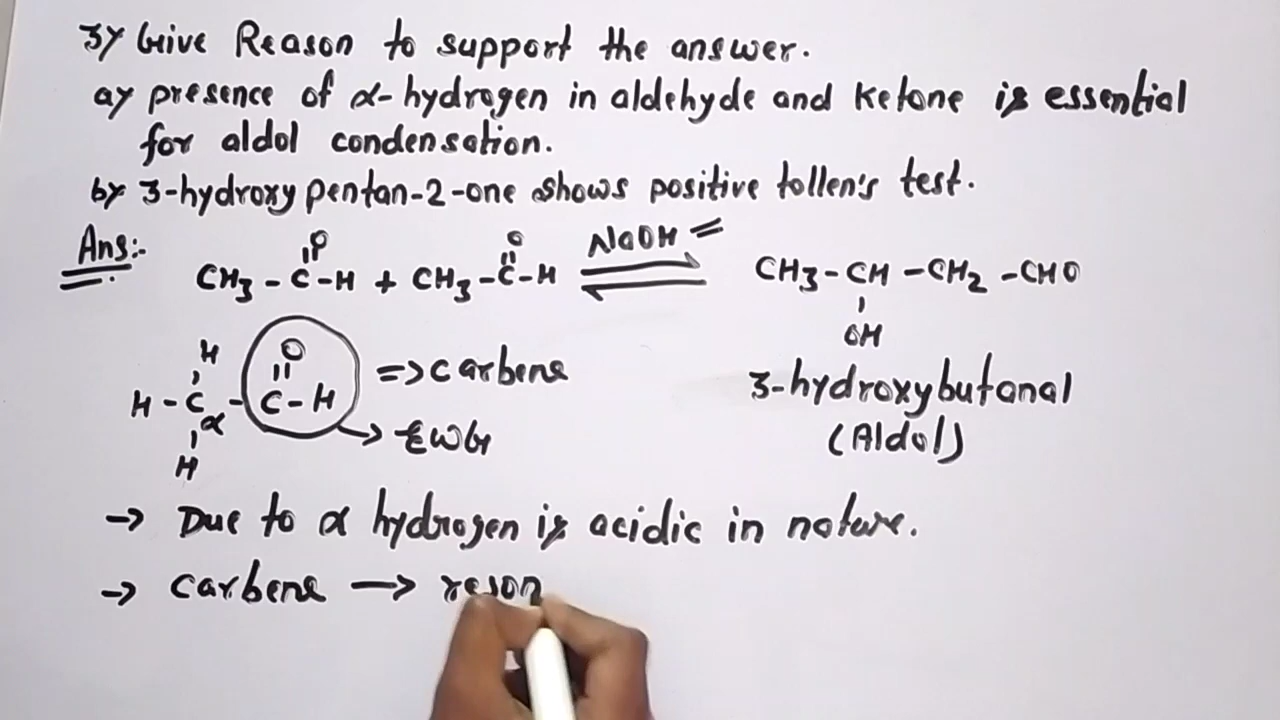 3) Give Reason to support the answer.
a) presence of α-hydrogen in aldehyde and Ketone is essential
for aldol condensation.
b) 3-hydroxy pentan-2-one shows positive tollen's test.
Ans:-
O O NaOH
CH3 - C - H + CH3 - C - H ⇌ CH3 - CH - CH2 - CHO
OH
H O => carbene
H - C - C - H
α
H
→ EWG
3-hydroxybutanal
(Aldol)
→ Due to α hydrogen is acidic in nature.
→ carbene → reson